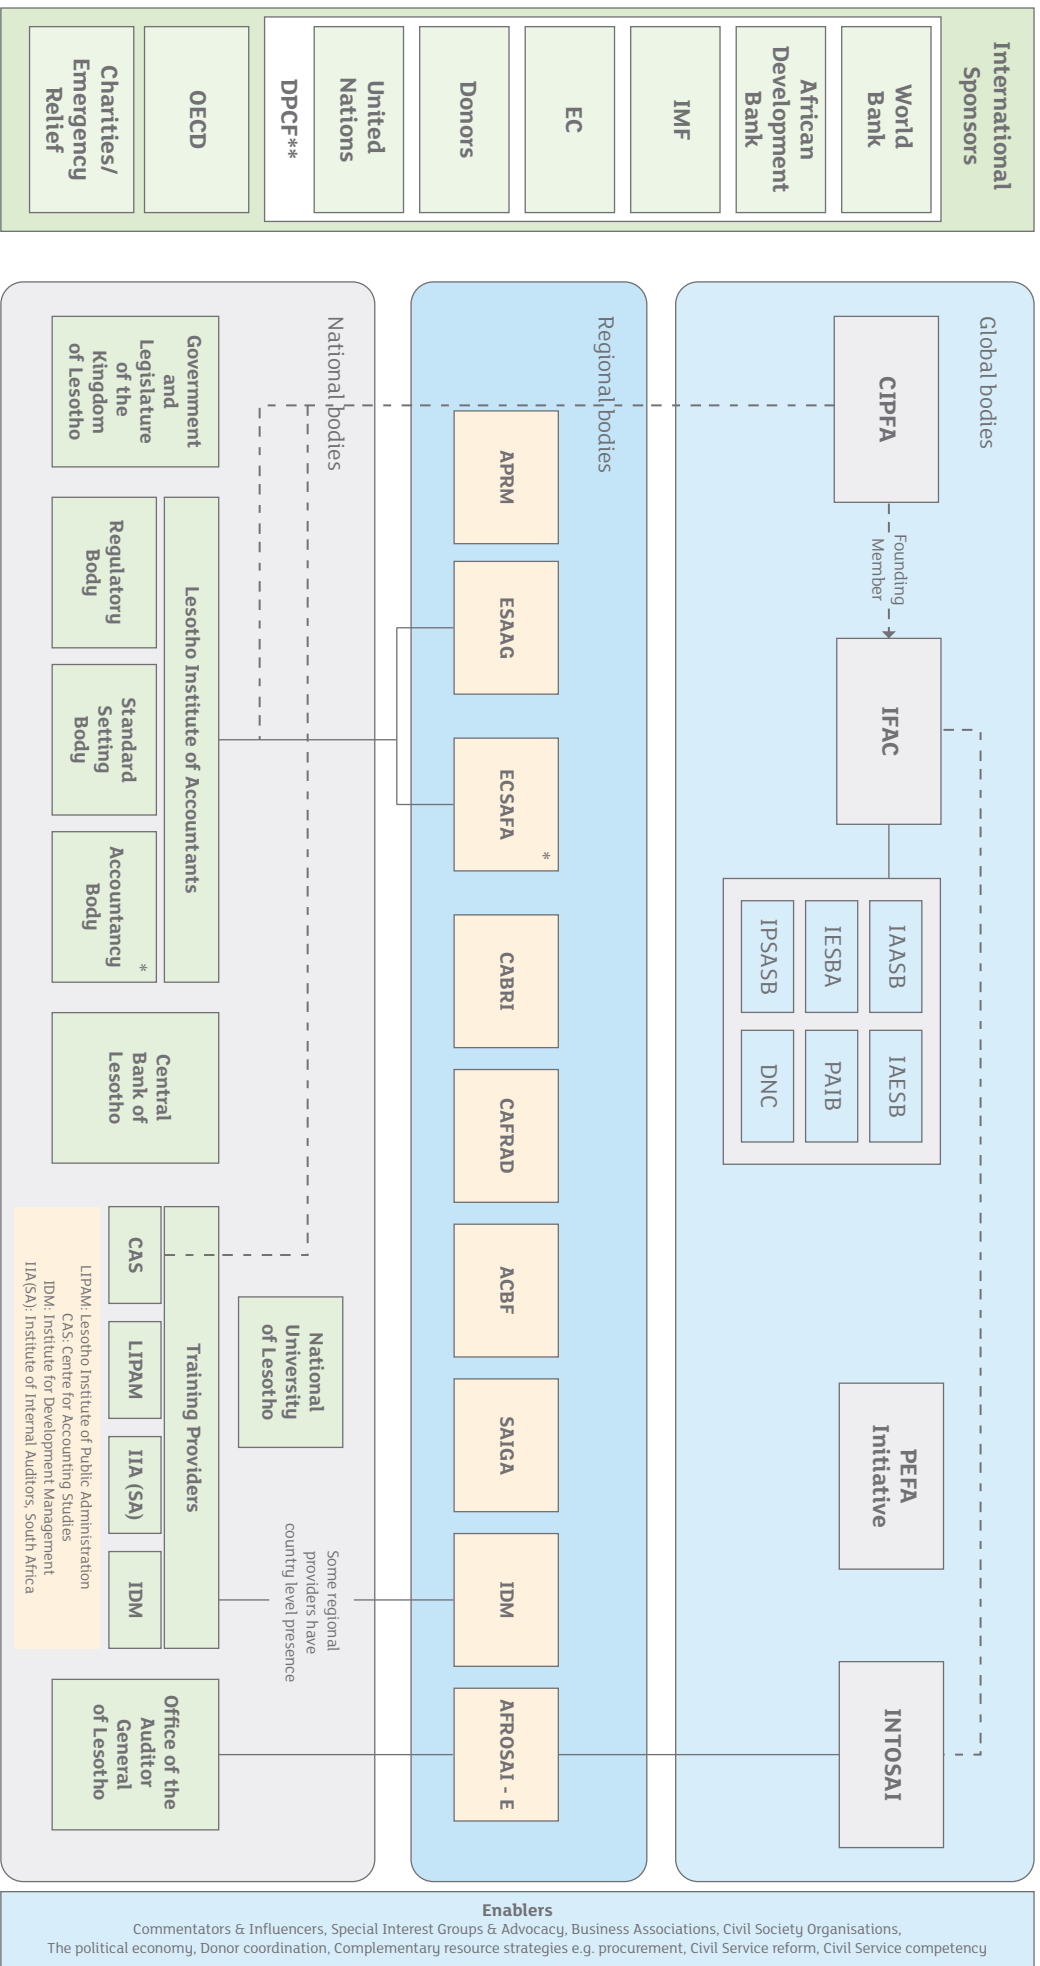 International
Sponsors
World
Bank
African
Development
Bank
IMF
EC
Donors
United
Nations
DPCF**
OECD
Charities/
Emergency
Relief
Global bodies
CIPFA
Founding
Member
IFAC
IAASB
IAESB
IESBA
PAIB
IPSASB
DNC
PEFA
Initiative
INTOSAI
Regional bodies
APRM
ESAAG
ECSAFA
*
CABRI
CAFRAD
ACBF
SAIGA
IDM
AFROSAI - E
National bodies
Government
and
Legislature
of the
Kingdom
of Lesotho
Lesotho Institute of Accountants
Regulatory
Body
Standard
Setting
Body
Accountancy
Body
*
Central
Bank of
Lesotho
National
University
of Lesotho
Some regional
providers have
country level presence
Training Providers
CAS
LIPAM
IIA (SA)
IDM
LIPAM: Lesotho Institute of Public Administration
CAS: Centre for Accounting Studies
IDM: Institute for Development Management
IIA(SA): Institute of Internal Auditors, South Africa
Office of the
Auditor
General
of Lesotho
Enablers
Commentators & Influencers, Special Interest Groups & Advocacy, Business Associations, Civil Society Organisations,
The political economy, Donor coordination, Complementary resource strategies e.g. procurement, Civil Service reform, Civil Service competency